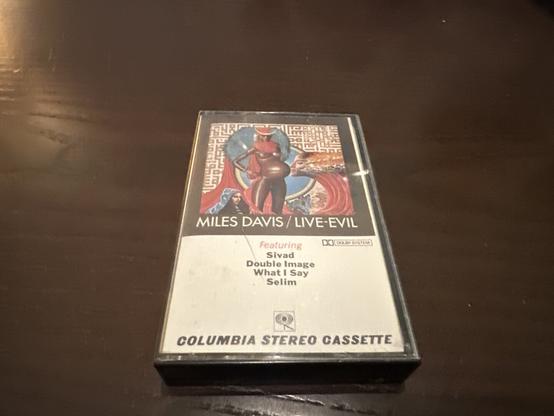 MILES DAVIS / LIVE-EVIL
Featuring
DOLBY SYSTEM
Sivad
Double Image
What I Say
Selim
COLUMBIA STEREO CASSETTE